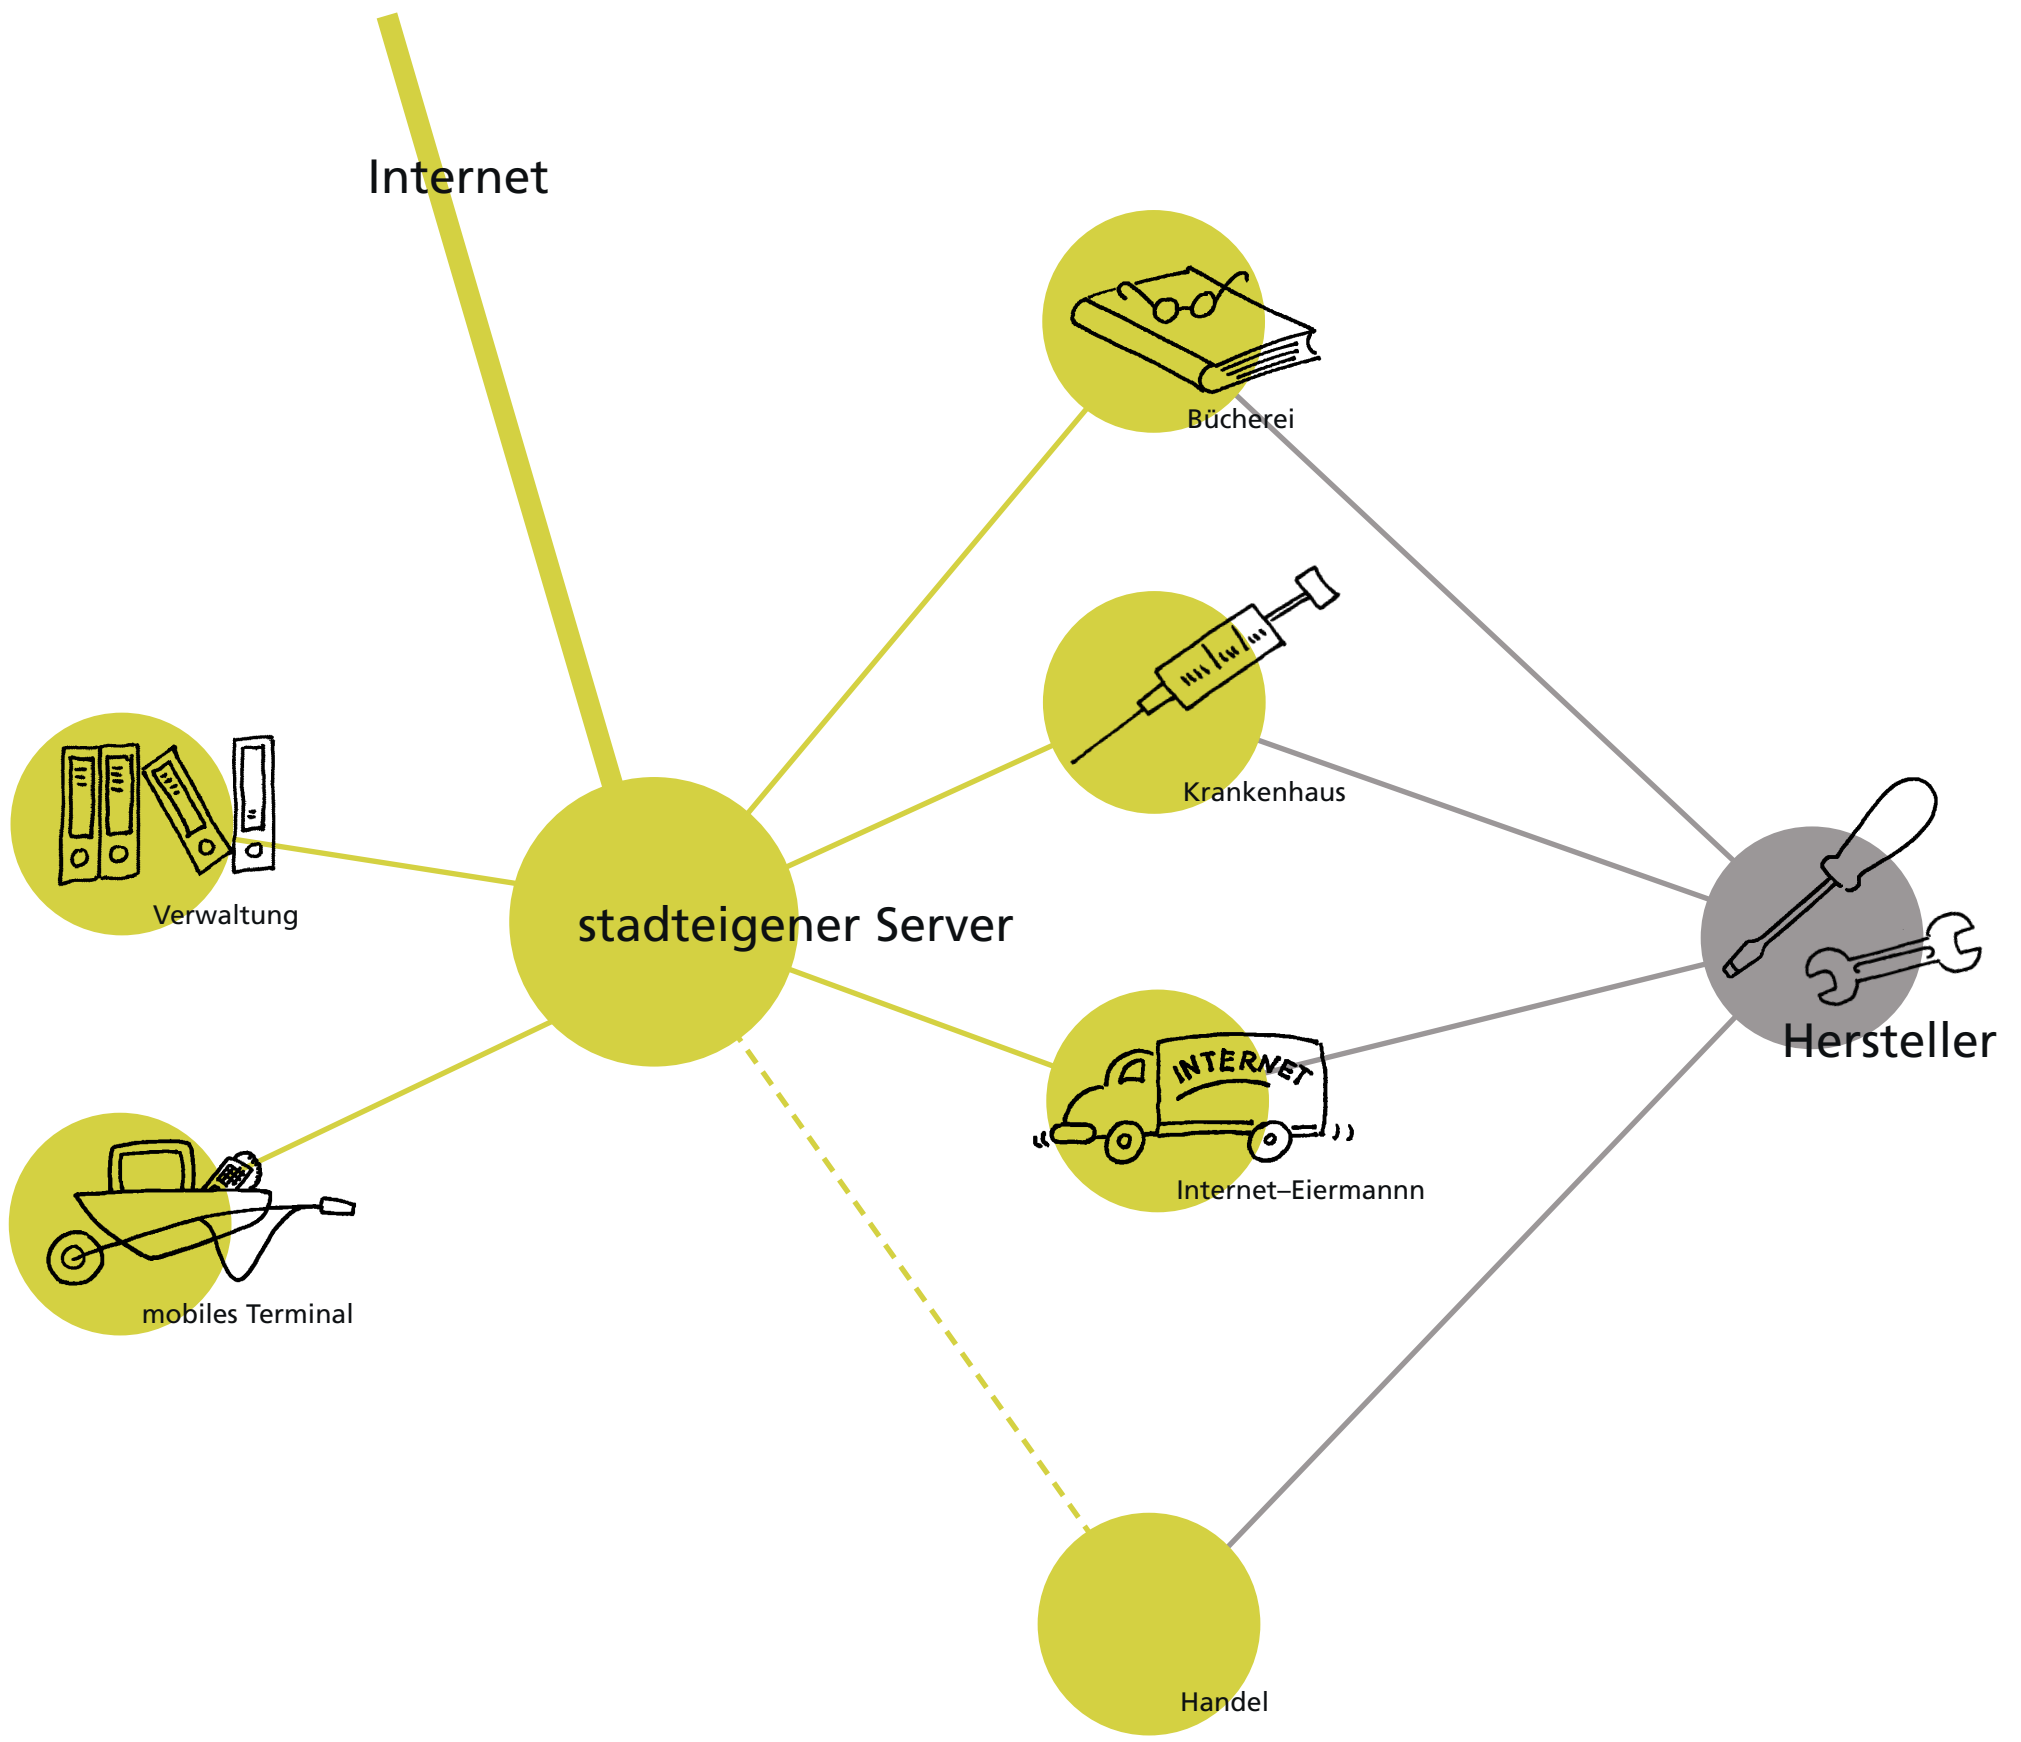 Internet
Bücherei
Krankenhaus
Verwaltung
stadteigener Server
Hersteller
INTERNET
Internet–Eiermannn
mobiles Terminal
Handel